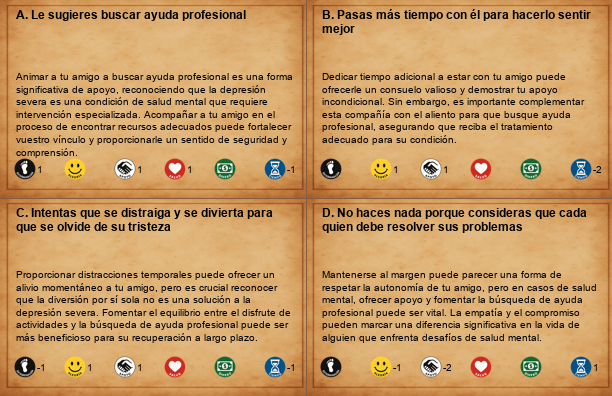 A. Le sugieres buscar ayuda profesional
Animar a tu amigo a buscar ayuda profesional es una forma
significativa de apoyo, reconociendo que la depresión
severa es una condición de salud mental que requiere
intervención especializada. Acompañar a tu amigo en el
proceso de encontrar recursos adecuados puede fortalecer
vuestro vínculo y proporcionarle un sentido de seguridad y
comprensión.
1 1 1 -1
B. Pasas más tiempo con él para hacerlo sentir
mejor
Dedicar tiempo adicional a estar con tu amigo puede
ofrecerle un consuelo valioso y demostrar tu apoyo
incondicional. Sin embargo, es importante complementar
esta compañía con el aliento para que busque ayuda
profesional, asegurando que reciba el tratamiento
adecuado para su condición.
1 1 -2
C. Intentas que se distraiga y se divierta para
que se olvide de su tristeza
Proporcionar distracciones temporales puede ofrecer un
alivio momentáneo a tu amigo, pero es crucial reconocer
que la diversión por sí sola no es una solución a la
depresión severa. Fomentar el equilibrio entre el disfrute de
actividades y la búsqueda de ayuda profesional puede ser
más beneficioso para su recuperación a largo plazo.
-1 1 1 -1
D. No haces nada porque consideras que cada
quien debe resolver sus problemas
Mantenerse al margen puede parecer una forma de
respetar la autonomía de tu amigo, pero en casos de salud
mental, ofrecer apoyo y fomentar la búsqueda de ayuda
profesional puede ser vital. La empatía y el compromiso
pueden marcar una diferencia significativa en la vida de
alguien que enfrenta desafíos de salud mental.
-1 -2 1